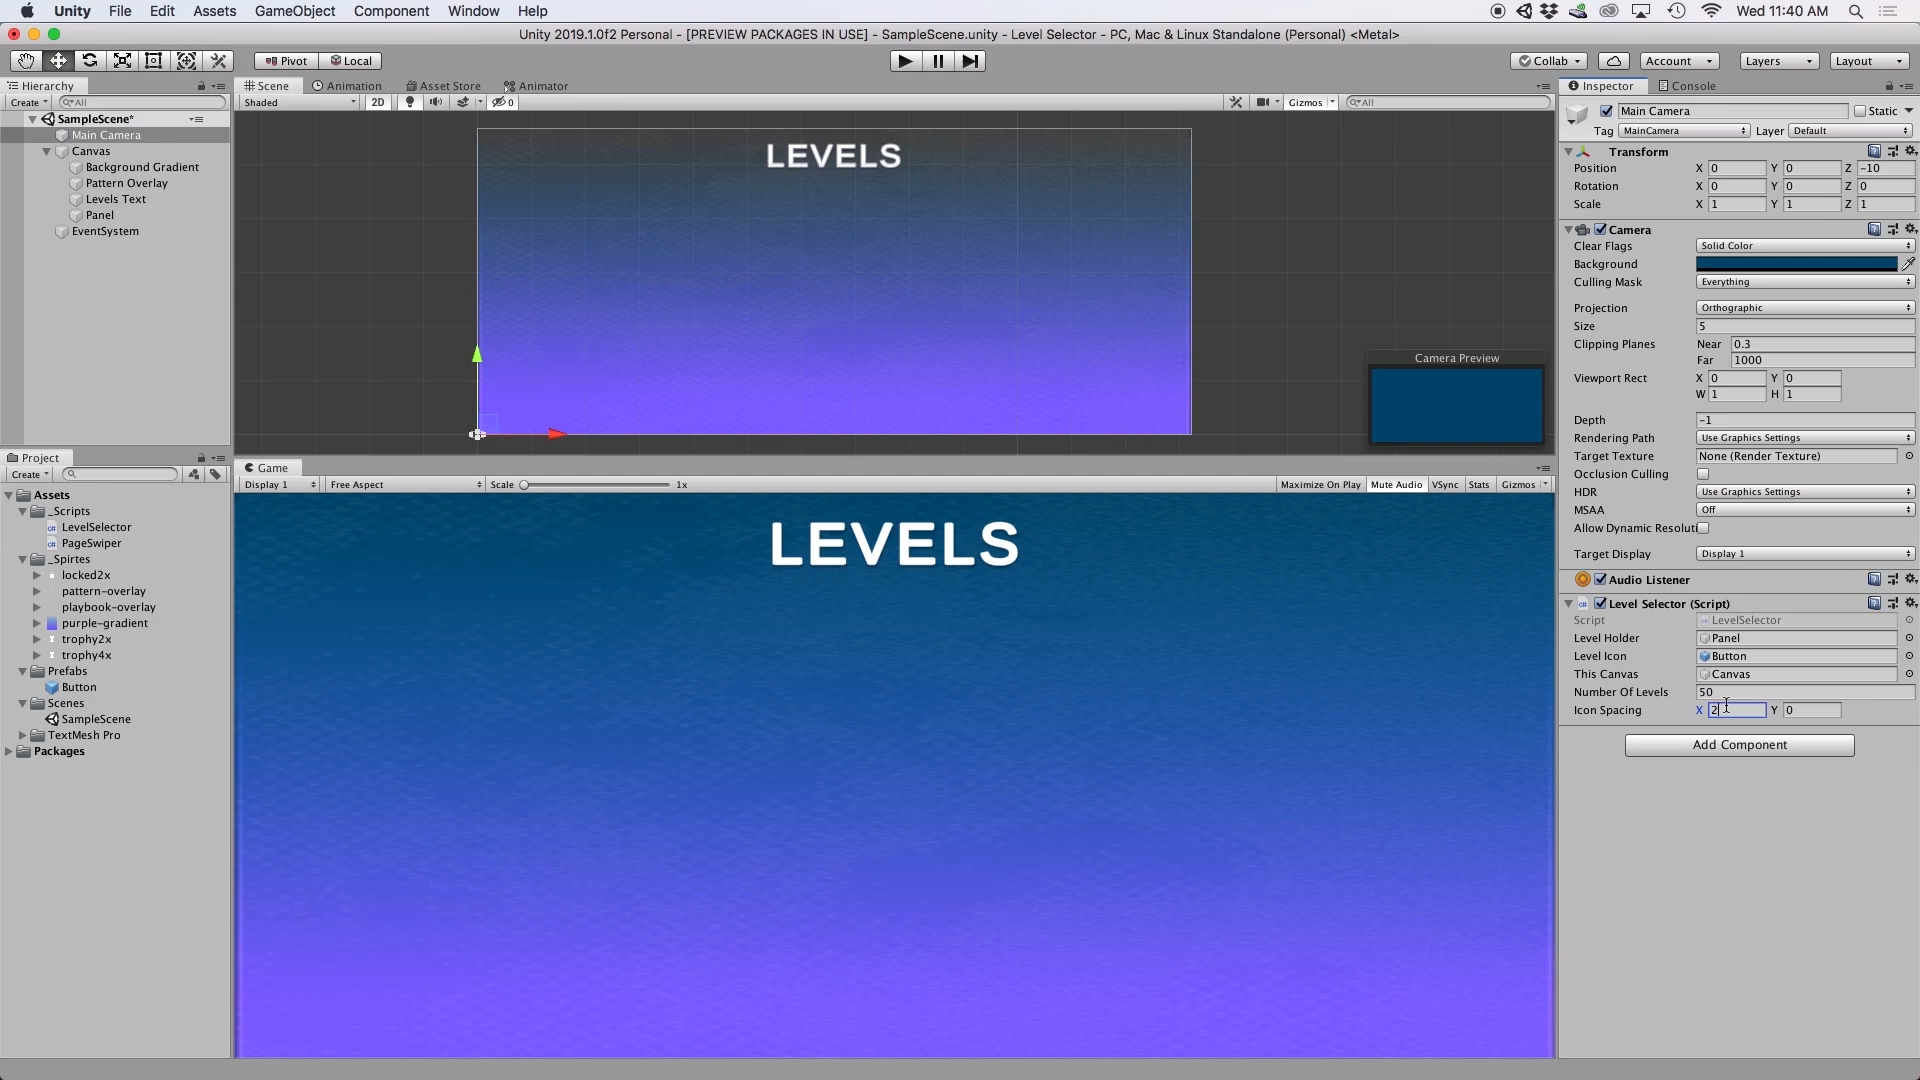 Unity File Edit Assets GameObject Component Window Help Wed 11:40 AM
Unity 2019.1.0f2 Personal - [PREVIEW PACKAGES IN USE] - SampleScene.unity - Level Selector - PC, Mac & Linux Standalone (Personal) <Metal>
Pivot Local Collab Account Layers Layout
Hierarchy Scene Animation Asset Store Animator Inspector Console
Create All Shaded 2D 0 Gizmos All
SampleScene*
Main Camera
Canvas
Background Gradient
Pattern Overlay
Levels Text
Panel
EventSystem
LEVELS
Camera Preview
Project
Create
Assets
_Scripts
LevelSelector
PageSwiper
_Spirtes
locked2x
pattern-overlay
playbook-overlay
purple-gradient
trophy2x
trophy4x
Prefabs
Button
Scenes
SampleScene
TextMesh Pro
Packages
Game
Display 1 Free Aspect Scale 1x Maximize On Play Mute Audio VSync Stats Gizmos
LEVELS
Main Camera Static
Tag MainCamera Layer Default
Transform
Position X 0 Y 0 Z -10
Rotation X 0 Y 0 Z 0
Scale X 1 Y 1 Z 1
Camera
Clear Flags Solid Color
Background
Culling Mask Everything
Projection Orthographic
Size 5
Clipping Planes Near 0.3
Far 1000
Viewport Rect X 0 Y 0
W 1 H 1
Depth -1
Rendering Path Use Graphics Settings
Target Texture None (Render Texture)
Occlusion Culling
HDR Use Graphics Settings
MSAA Off
Allow Dynamic Resoluti
Target Display Display 1
Audio Listener
Level Selector (Script)
Script LevelSelector
Level Holder Panel
Level Icon Button
This Canvas Canvas
Number Of Levels 50
Icon Spacing X 2 Y 0
Add Component